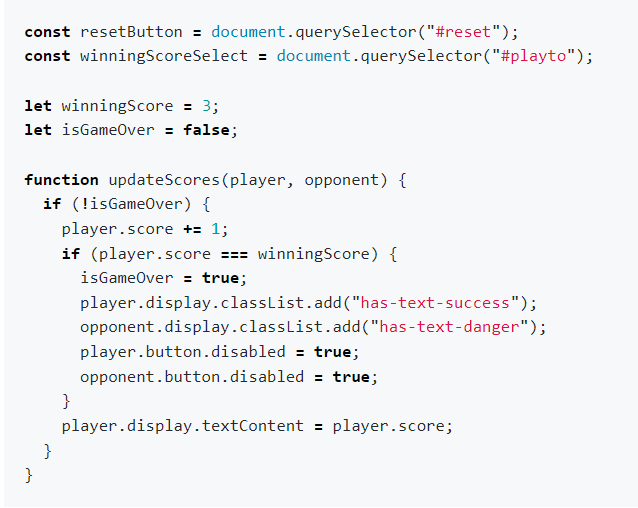 const resetButton = document.querySelector("#reset");
const winningScoreSelect = document.querySelector("#playto");

let winningScore = 3;
let isGameOver = false;

function updateScores(player, opponent) {
  if (!isGameOver) {
    player.score += 1;
    if (player.score === winningScore) {
      isGameOver = true;
      player.display.classList.add("has-text-success");
      opponent.display.classList.add("has-text-danger");
      player.button.disabled = true;
      opponent.button.disabled = true;
    }
    player.display.textContent = player.score;
  }
}